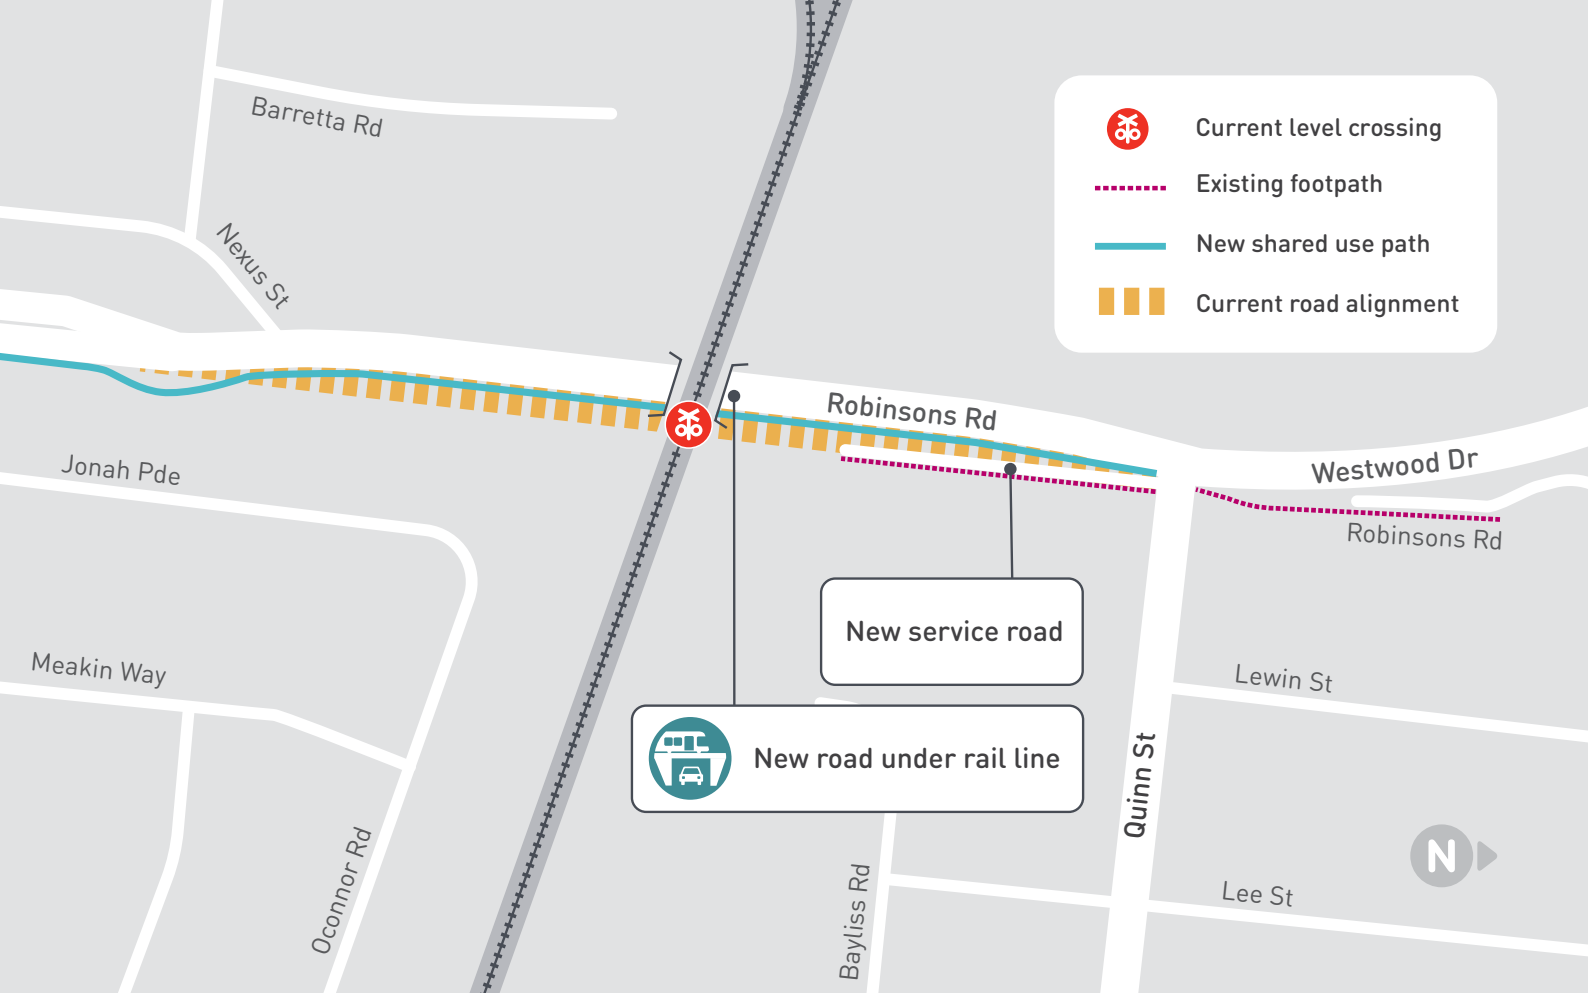 Barretta Rd
Nexus St
Current level crossing
Existing footpath
New shared use path
Current road alignment
Robinsons Rd
Westwood Dr
Robinsons Rd
Jonah Pde
New service road
Meakin Way
Lewin St
New road under rail line
Quinn St
Oconnor Rd
Bayliss Rd
Lee St
N